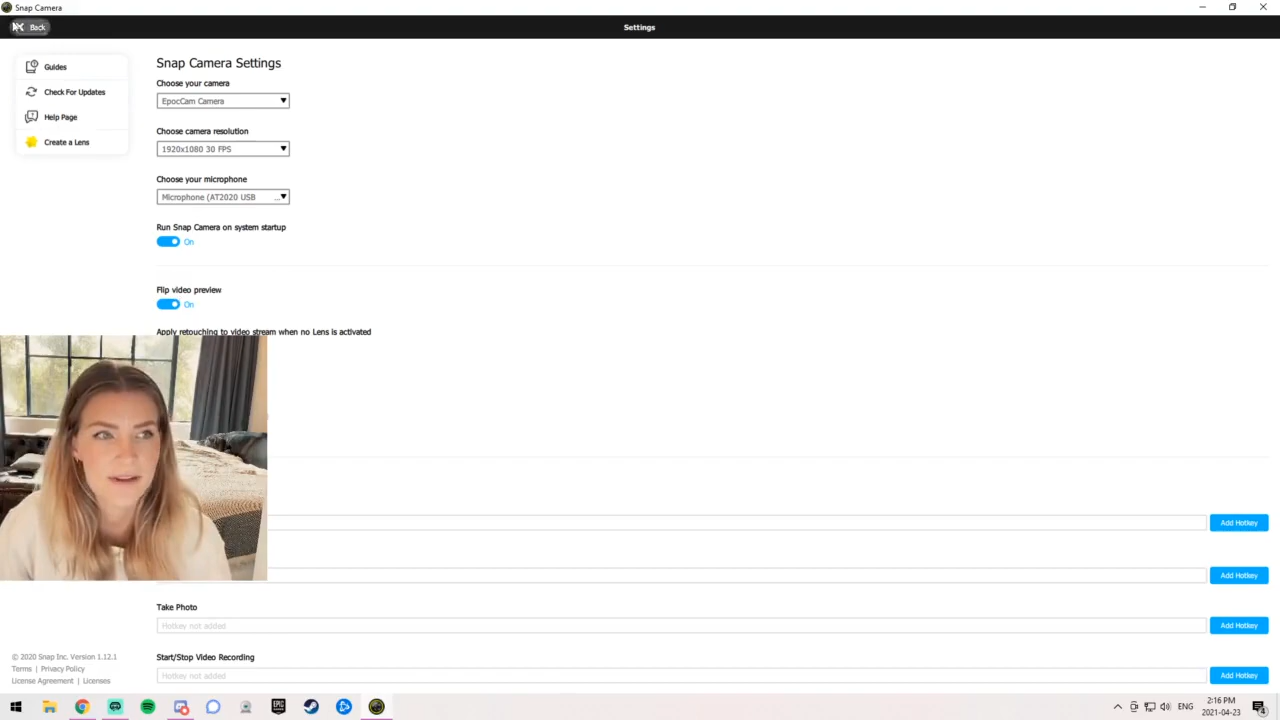 Snap Camera
Back
Settings
Guides
Check For Updates
Help Page
Create a Lens
Snap Camera Settings
Choose your camera
EpocCam Camera
Choose camera resolution
1920x1080 30 FPS
Choose your microphone
Microphone (AT2020 USB ...
Run Snap Camera on system startup
On
Flip video preview
On
Apply retouching to video stream when no Lens is activated
Add Hotkey
Add Hotkey
Take Photo
Hotkey not added
Add Hotkey
Start/Stop Video Recording
Hotkey not added
Add Hotkey
© 2020 Snap Inc. Version 1.12.1
Terms | Privacy Policy
License Agreement | Licenses
EPIC GAMES
ENG
2:16 PM
2021-04-23
4